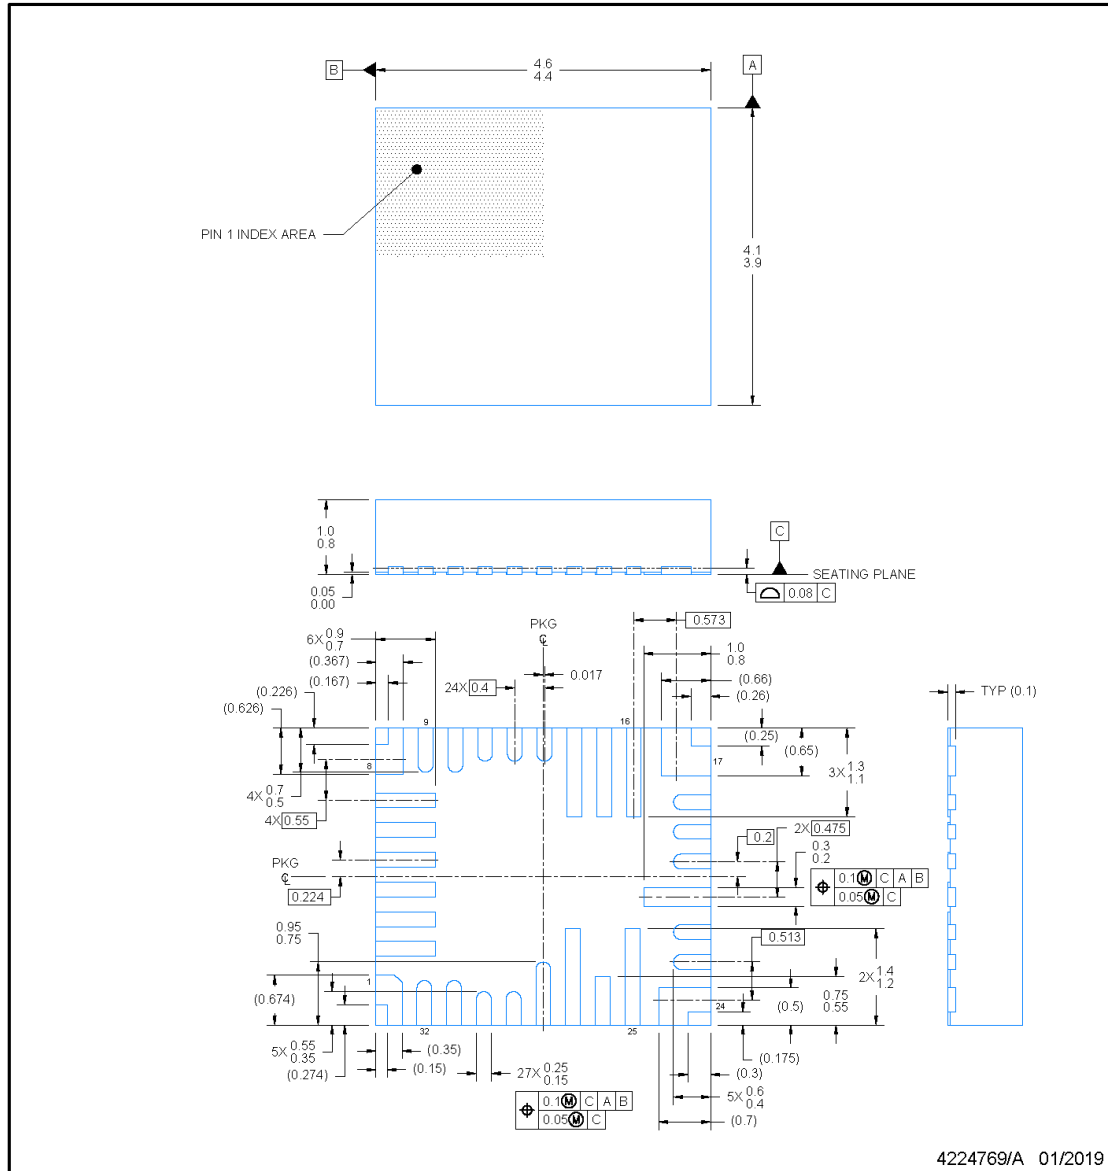 B
4.6
4.4
A
PIN 1 INDEX AREA
4.1
3.9
1.0
0.8
C
SEATING PLANE
0.05
0.00
0.08 C
PKG
℄
0.573
6X 0.9
0.7
(0.367)
(0.167)
1.0
0.8
0.017
(0.66)
24X 0.4
(0.26)
TYP (0.1)
(0.226)
(0.626)
9
16
(0.25)
(0.65)
8
17
3X 1.3
1.1
4X 0.7
0.5
4X 0.55
0.2
2X 0.475
0.3
0.2
PKG
℄
0.1 Ⓜ C A B
0.05 Ⓜ C
0.224
0.95
0.75
0.513
2X 1.4
1.2
1
(0.674)
0.75
0.55
(0.5)
24
32
25
5X 0.55
0.35
(0.35)
(0.175)
(0.274)
(0.15)
27X 0.25
0.15
(0.3)
0.1 Ⓜ C A B
0.05 Ⓜ C
5X 0.6
0.4
(0.7)
4224769/A 01/2019